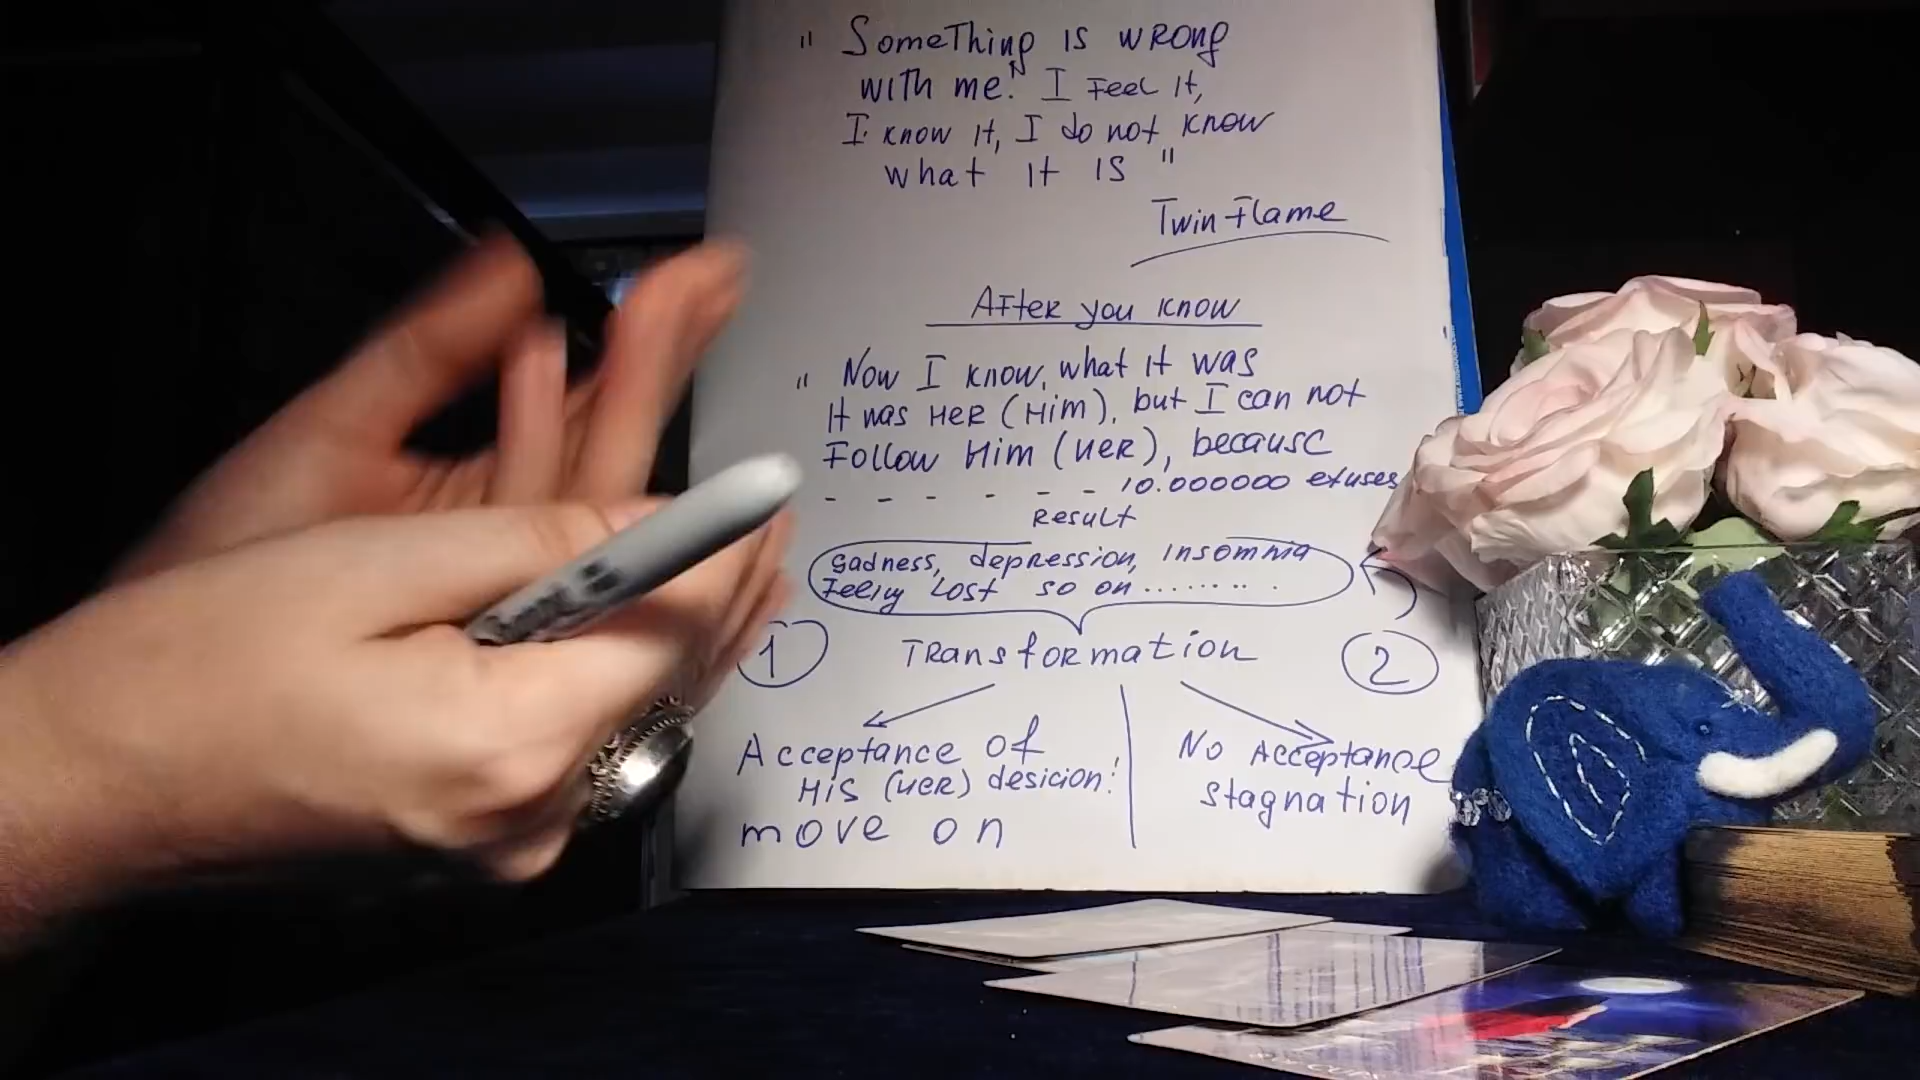 " Something is wrong
with me." I Feel it,
I know it, I do not know
what it is "
Twin Flame
After you know
" Now I know, what it was
It was Her (Him), but I can not
Follow Him (Her), because
- - - - - - 10.000000 exuses
Result
Sadness, depression, Insomnia
Feeling Lost so on .........
1 Transformation 2
Acceptance of
His (Her) desicion!
move on
No Acceptance
stagnation